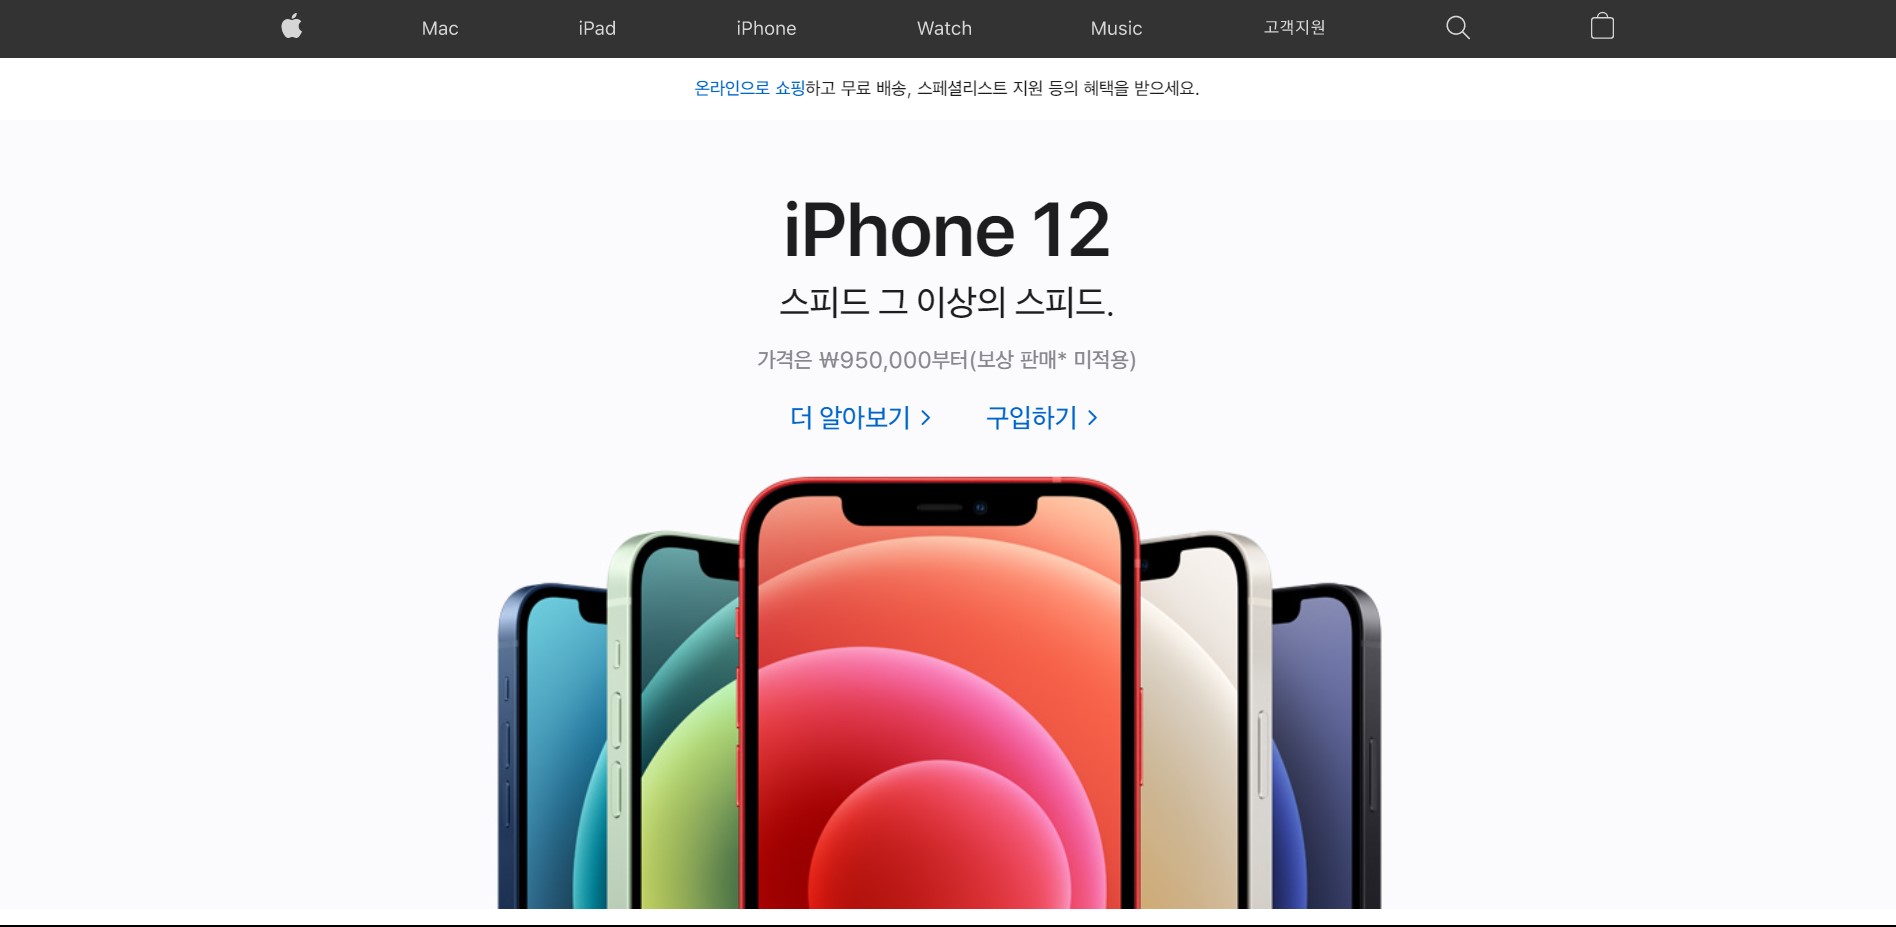 Mac iPad iPhone Watch Music 고객지원
온라인으로 쇼핑하고 무료 배송, 스페셜리스트 지원 등의 혜택을 받으세요.
iPhone 12
스피드 그 이상의 스피드.
가격은 ₩950,000부터(보상 판매* 미적용)
더 알아보기 > 구입하기 >